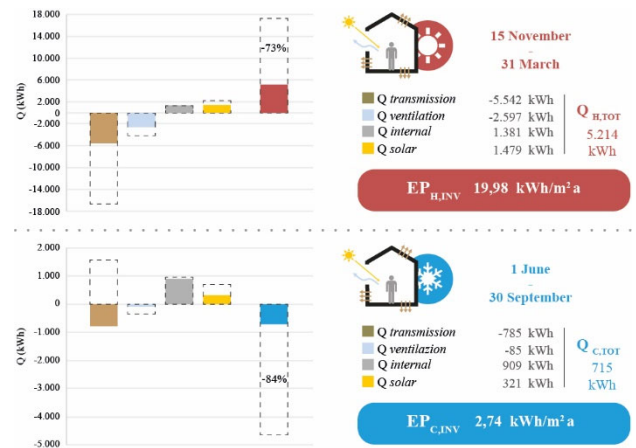 18.000
14.000
10.000
6.000
2.000
-2.000
-6.000
-10.000
-14.000
-18.000
Q (kWh)
-73%
15 November
-
31 March
Q transmission -5.542 kWh
Q ventilation -2.597 kWh
Q internal 1.381 kWh
Q solar 1.479 kWh
Q H,TOT
5.214
kWh
EP H,INV 19,98 kWh/m² a
2.000
1.000
0
-1.000
-2.000
-3.000
-4.000
-5.000
Q (kWh)
-84%
1 June
-
30 September
Q transmission -785 kWh
Q ventilazion -85 kWh
Q internal 909 kWh
Q solar 321 kWh
Q C,TOT
715
kWh
EP C,INV 2,74 kWh/m² a